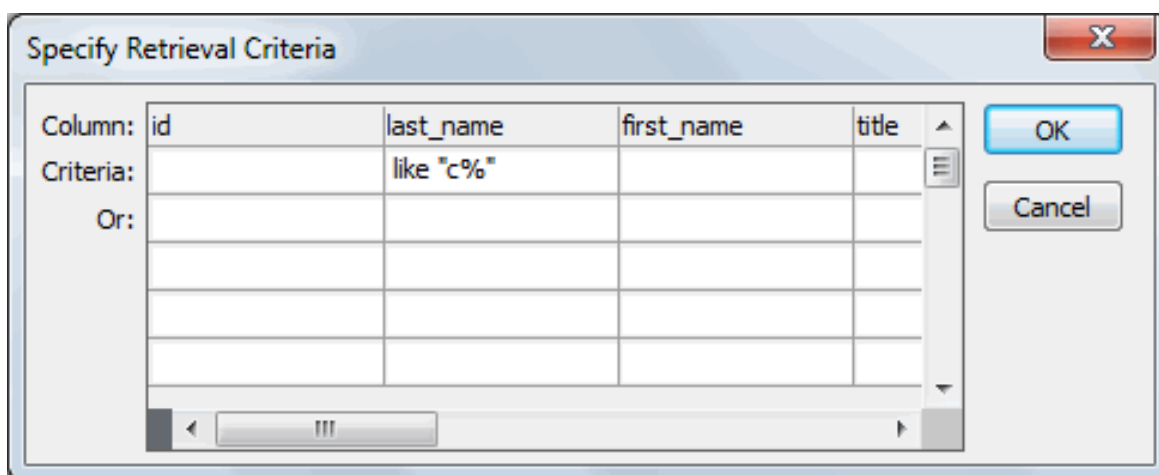 Specify Retrieval Criteria
Column: id last_name first_name title
OK
Criteria: like "c%"
Cancel
Or: